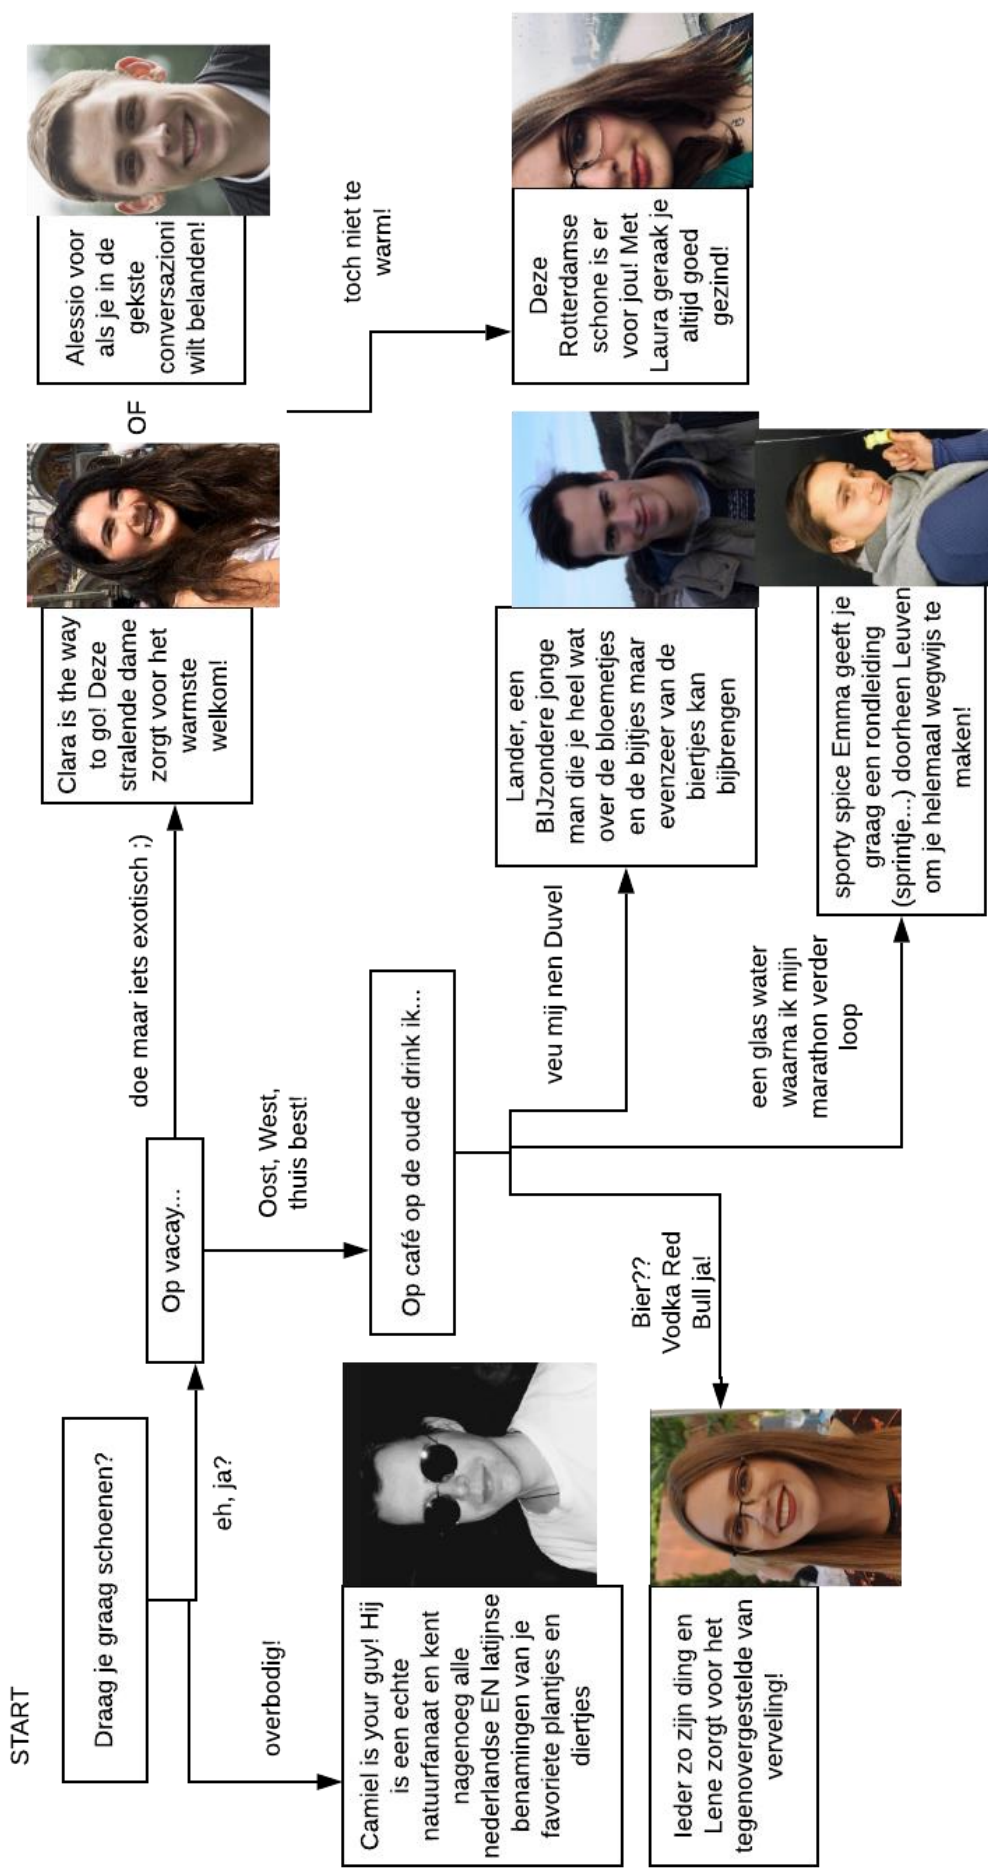 START
Draag je graag schoenen?
overbodig!
eh, ja?
Camiel is your guy! Hij
is een echte
natuurfanaat en kent
nagenoeg alle
nederlandse EN latijnse
benamingen van je
favoriete plantjes en
diertjes
Op vacay...
doe maar iets exotisch ;)
Oost, West,
thuis best!
Clara is the way
to go! Deze
stralende dame
zorgt voor het
warmste
welkom!
OF
Alessio voor
als je in de
gekste
conversazioni
wilt belanden!
toch niet te
warm!
Deze
Rotterdamse
schone is er
voor jou! Met
Laura geraak je
altijd goed
gezind!
Op café op de oude drink ik...
veu mij nen Duvel
Lander, een
BIJzondere jonge
man die je heel wat
over de bloemetjes
en de bijtjes maar
evenzeer van de
biertjes kan
bijbrengen
een glas water
waarna ik mijn
marathon verder
loop
sporty spice Emma geeft je
graag een rondleiding
(sprintje...) doorheen Leuven
om je helemaal wegwijs te
maken!
Bier??
Vodka Red
Bull ja!
Ieder zo zijn ding en
Lene zorgt voor het
tegenovergestelde van
verveling!